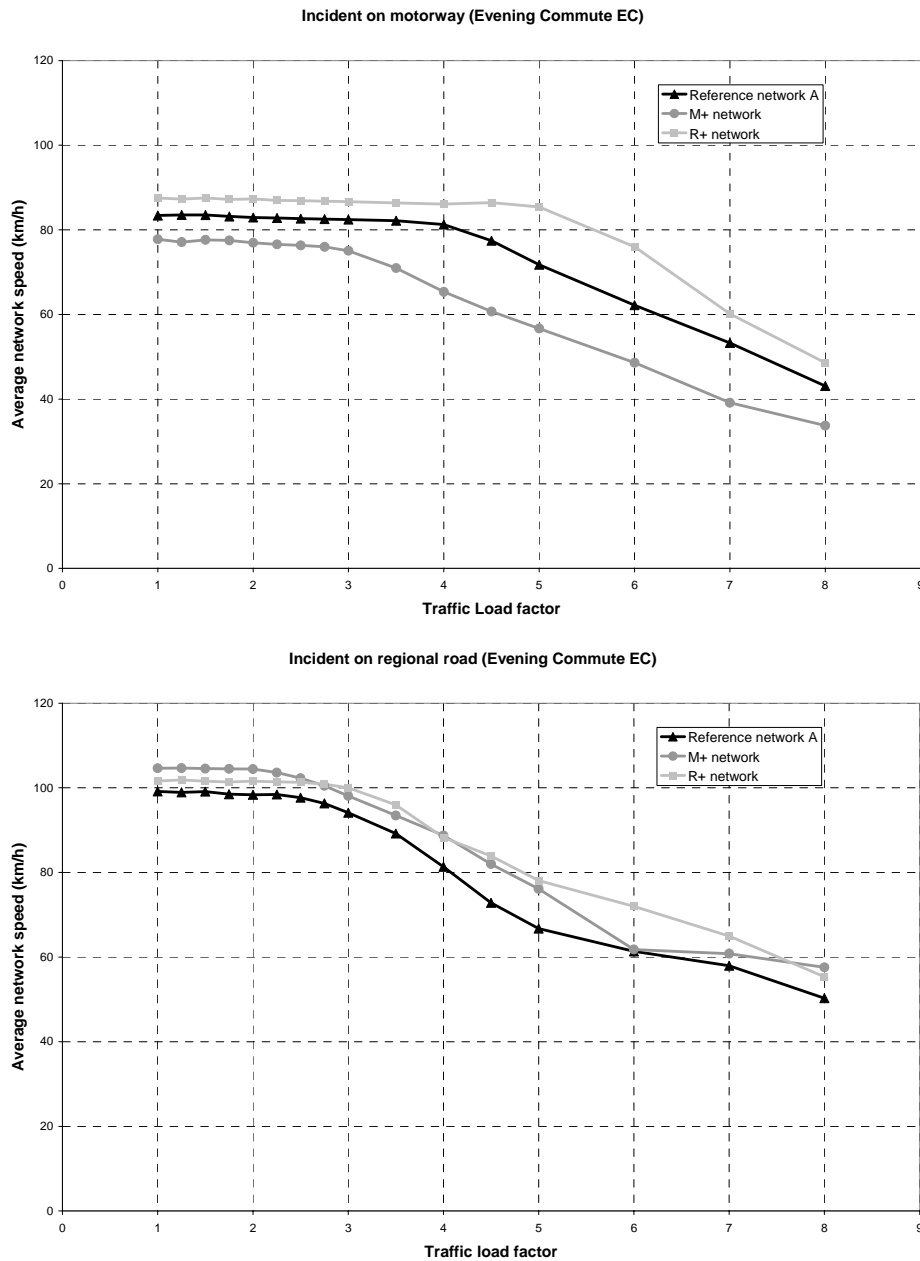 Incident on motorway (Evening Commute EC)
120
100
80
60
40
20
0
Average network speed (km/h)
Reference network A
M+ network
R+ network
0 1 2 3 4 5 6 7 8 9
Traffic Load factor
Incident on regional road (Evening Commute EC)
120
100
80
60
40
20
0
Average network speed (km/h)
Reference network A
M+ network
R+ network
0 1 2 3 4 5 6 7 8 9
Traffic load factor